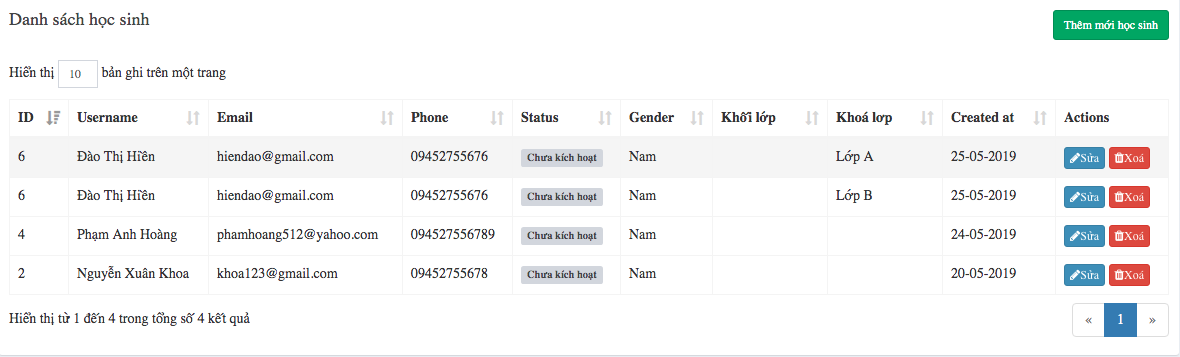 Danh sách học sinh
Thêm mới học sinh
Hiển thị 10 bản ghi trên một trang
ID Username Email Phone Status Gender Khối lớp Khoá lơp Created at Actions
6 Đào Thị Hiền hiendao@gmail.com 09452755676 Chưa kích hoạt Nam Lớp A 25-05-2019 Sửa Xoá
6 Đào Thị Hiền hiendao@gmail.com 09452755676 Chưa kích hoạt Nam Lớp B 25-05-2019 Sửa Xoá
4 Phạm Anh Hoàng phamhoang512@yahoo.com 094527556789 Chưa kích hoạt Nam 24-05-2019 Sửa Xoá
2 Nguyễn Xuân Khoa khoa123@gmail.com 09452755678 Chưa kích hoạt Nam 20-05-2019 Sửa Xoá
Hiển thị từ 1 đến 4 trong tổng số 4 kết quả
« 1 »